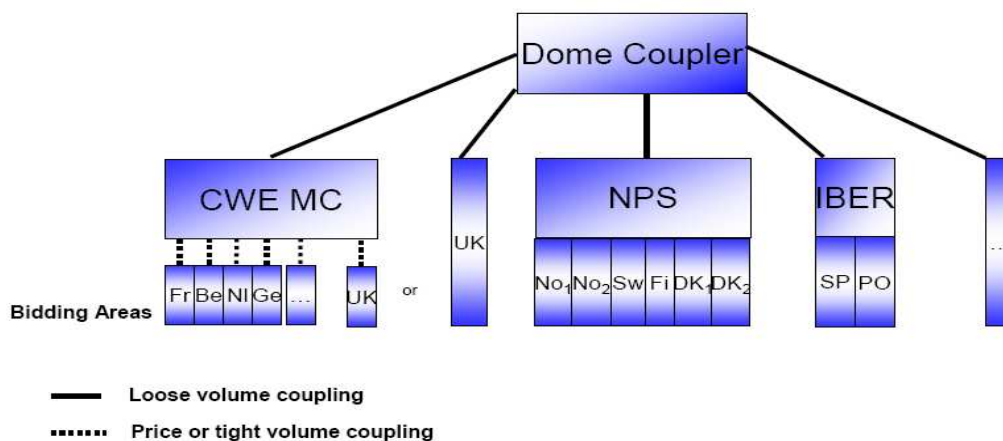 Dome Coupler
CWE MC
UK
NPS
IBER
...
Fr Be Nl Ge ... UK
or
No₁ No₂ Sw Fi DK₁ DK₂
SP PO
Bidding Areas
Loose volume coupling
Price or tight volume coupling